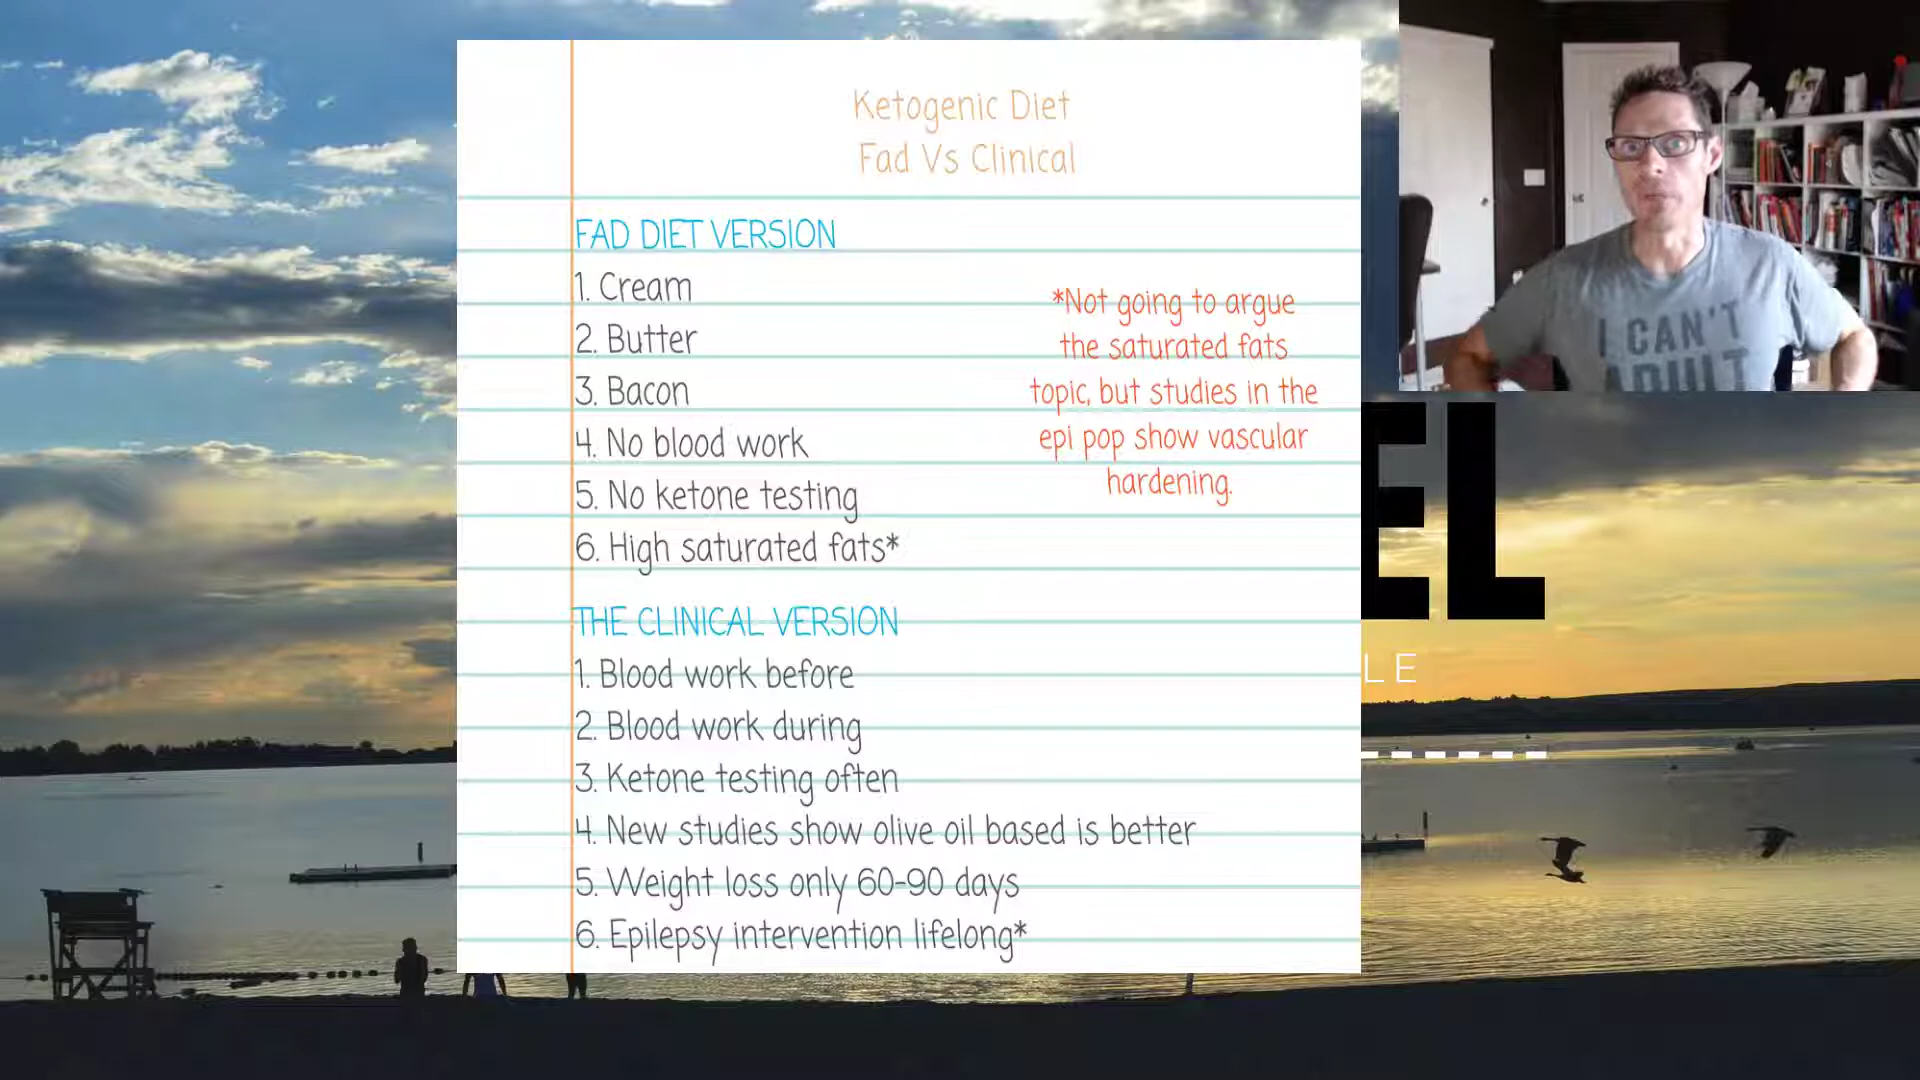 Ketogenic Diet
Fad Vs Clinical
FAD DIET VERSION
1. Cream
2. Butter
3. Bacon
4. No blood work
5. No ketone testing
6. High saturated fats*
*Not going to argue
the saturated fats
topic, but studies in the
epi pop show vascular
hardening.
THE CLINICAL VERSION
1. Blood work before
2. Blood work during
3. Ketone testing often
4. New studies show olive oil based is better
5. Weight loss only 60-90 days
6. Epilepsy intervention lifelong*
I CAN'T
ADULT
EL
LE